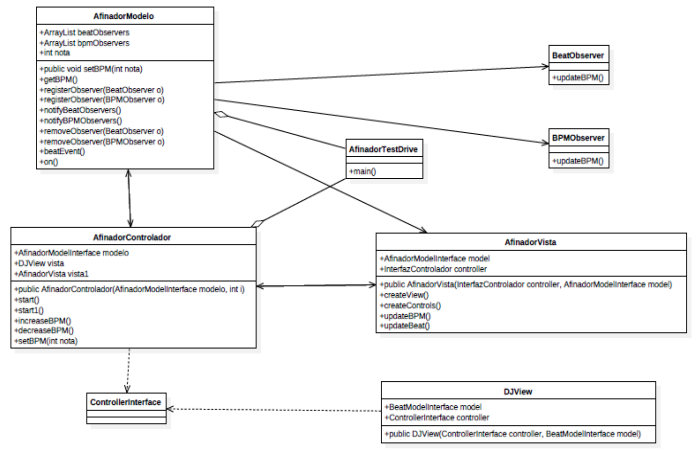 AfinadorModelo
+ArrayList beatObservers
+ArrayList bpmObservers
+int nota
+public void setBPM(int nota)
+getBPM()
+registerObserver(BeatObserver o)
+registerObserver(BPMObserver o)
+notifyBeatObservers()
+notifyBPMObservers()
+removeObserver(BeatObserver o)
+removeObserver(BPMObserver o)
+beatEvent()
+on()
BeatObserver
+updateBPM()
BPMObserver
+updateBPM()
AfinadorTestDrive
+main()
AfinadorControlador
+AfinadorModelInterface modelo
+DJView vista
+AfinadorVista vista1
+public AfinadorControlador(AfinadorModelInterface modelo, int i)
+start()
+start1()
+increaseBPM()
+decreaseBPM()
+setBPM(int nota)
AfinadorVista
+AfinadorModelInterface model
+InterfazControlador controller
+public AfinadorVista(InterfazControlador controller, AfinadorModelInterface model)
+createView()
+createControls()
+updateBPM()
+updateBeat()
ControllerInterface
DJView
+BeatModelInterface model
+ControllerInterface controller
+public DJView(ControllerInterface controller, BeatModelInterface model)